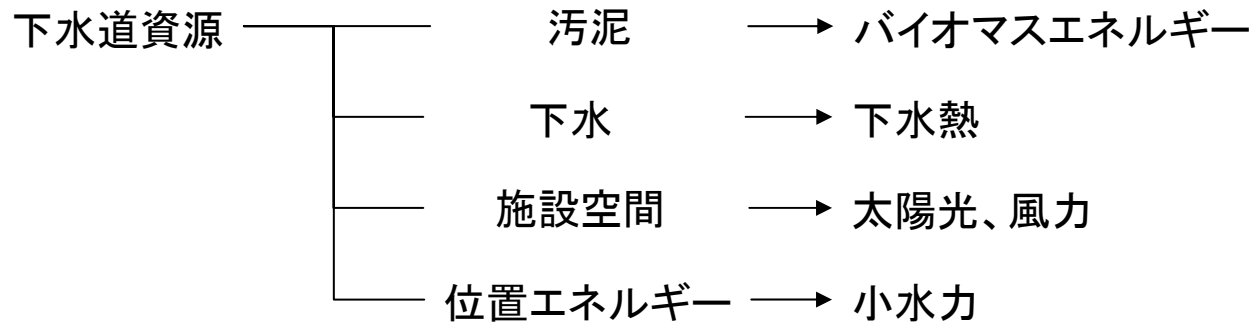 下水道資源 汚泥 バイオマスエネルギー
下水 下水熱
施設空間 太陽光、風力
位置エネルギー 小水力